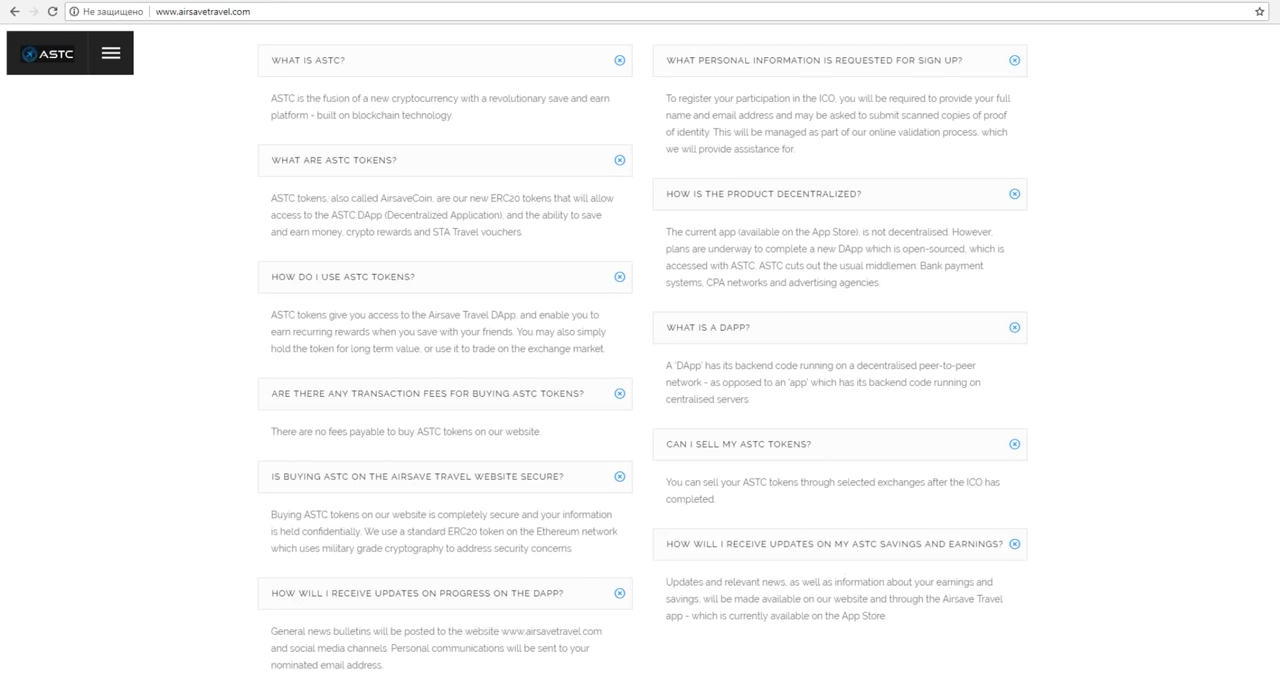 Не защищено
www.airsavetravel.com
ASTC
WHAT IS ASTC?
ASTC is the fusion of a new cryptocurrency with a revolutionary save and earn
platform - built on blockchain technology.
WHAT ARE ASTC TOKENS?
ASTC tokens, also called AirsaveCoin, are our new ERC20 tokens that will allow
access to the ASTC DApp (Decentralized Application), and the ability to save
and earn money, crypto rewards and STA Travel vouchers.
HOW DO I USE ASTC TOKENS?
ASTC tokens give you access to the Airsave Travel DApp, and enable you to
earn recurring rewards when you save with your friends. You may also simply
hold the token for long term value, or use it to trade on the exchange market.
ARE THERE ANY TRANSACTION FEES FOR BUYING ASTC TOKENS?
There are no fees payable to buy ASTC tokens on our website.
IS BUYING ASTC ON THE AIRSAVE TRAVEL WEBSITE SECURE?
Buying ASTC tokens on our website is completely secure and your information
is held confidentially. We use a standard ERC20 token on the Ethereum network
which uses military grade cryptography to address security concerns
HOW WILL I RECEIVE UPDATES ON PROGRESS ON THE DAPP?
General news bulletins will be posted to the website www.airsavetravel.com
and social media channels. Personal communications will be sent to your
nominated email address.
WHAT PERSONAL INFORMATION IS REQUESTED FOR SIGN UP?
To register your participation in the ICO, you will be required to provide your full
name and email address and may be asked to submit scanned copies of proof
of identity. This will be managed as part of our online validation process, which
we will provide assistance for.
HOW IS THE PRODUCT DECENTRALIZED?
The current app (available on the App Store), is not decentralised. However,
plans are underway to complete a new DApp which is open-sourced, which is
accessed with ASTC. ASTC cuts out the usual middlemen: Bank payment
systems, CPA networks and advertising agencies.
WHAT IS A DAPP?
A 'DApp' has its backend code running on a decentralised peer-to-peer
network - as opposed to an 'app' which has its backend code running on
centralised servers.
CAN I SELL MY ASTC TOKENS?
You can sell your ASTC tokens through selected exchanges after the ICO has
completed.
HOW WILL I RECEIVE UPDATES ON MY ASTC SAVINGS AND EARNINGS?
Updates and relevant news, as well as information about your earnings and
savings, will be made available on our website and through the Airsave Travel
app - which is currently available on the App Store